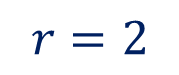 r = 2